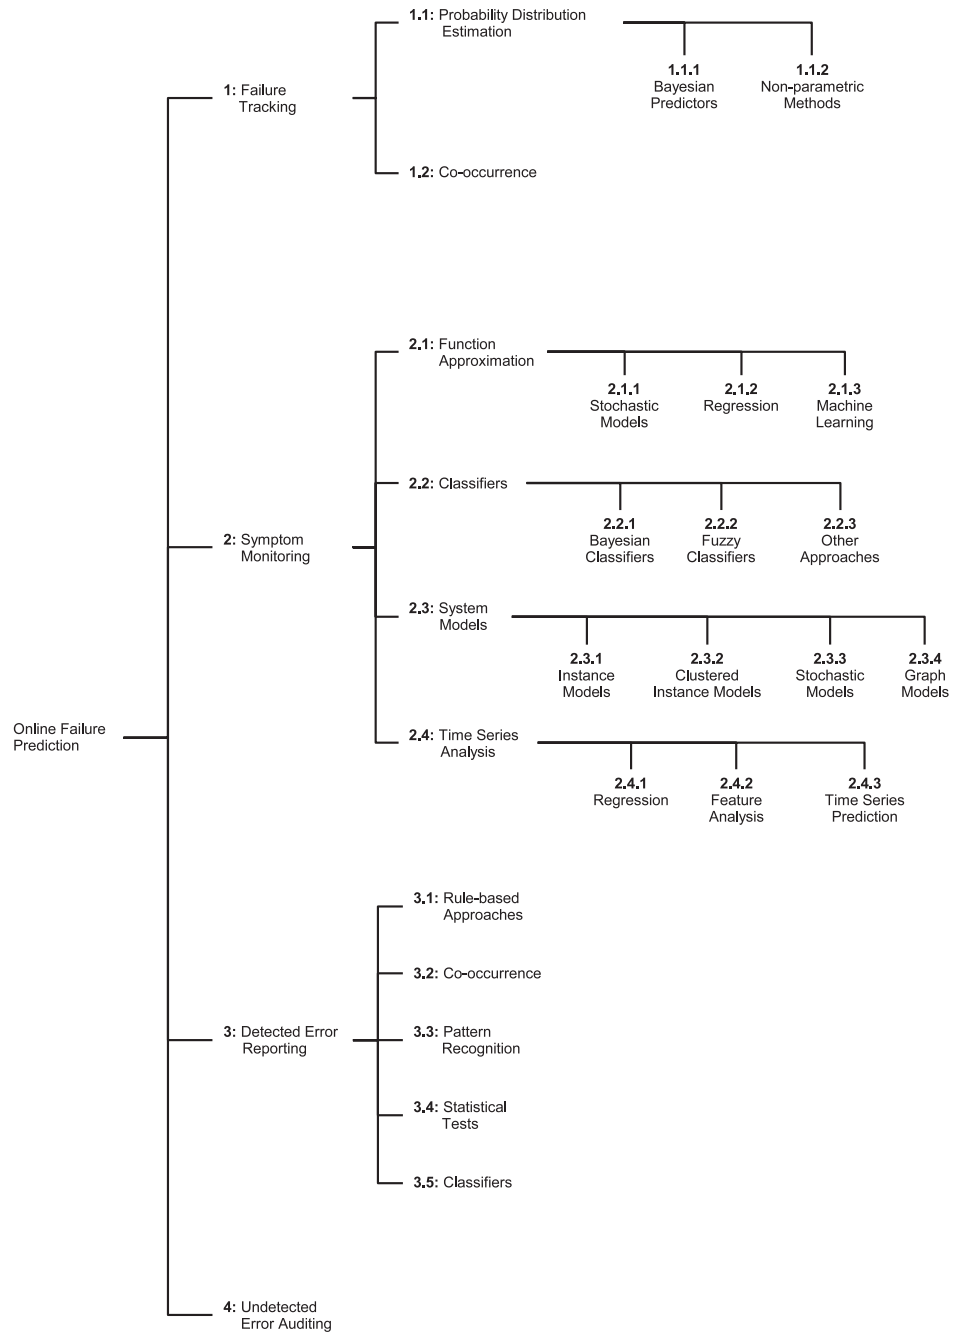 1.1: Probability Distribution
Estimation
1.1.1
Bayesian
Predictors
1.1.2
Non-parametric
Methods
1: Failure
Tracking
1.2: Co-occurrence
2.1: Function
Approximation
2.1.1
Stochastic
Models
2.1.2
Regression
2.1.3
Machine
Learning
2.2: Classifiers
2.2.1
Bayesian
Classifiers
2.2.2
Fuzzy
Classifiers
2.2.3
Other
Approaches
2: Symptom
Monitoring
2.3: System
Models
2.3.1
Instance
Models
2.3.2
Clustered
Instance Models
2.3.3
Stochastic
Models
2.3.4
Graph
Models
Online Failure
Prediction
2.4: Time Series
Analysis
2.4.1
Regression
2.4.2
Feature
Analysis
2.4.3
Time Series
Prediction
3.1: Rule-based
Approaches
3.2: Co-occurrence
3: Detected Error
Reporting
3.3: Pattern
Recognition
3.4: Statistical
Tests
3.5: Classifiers
4: Undetected
Error Auditing